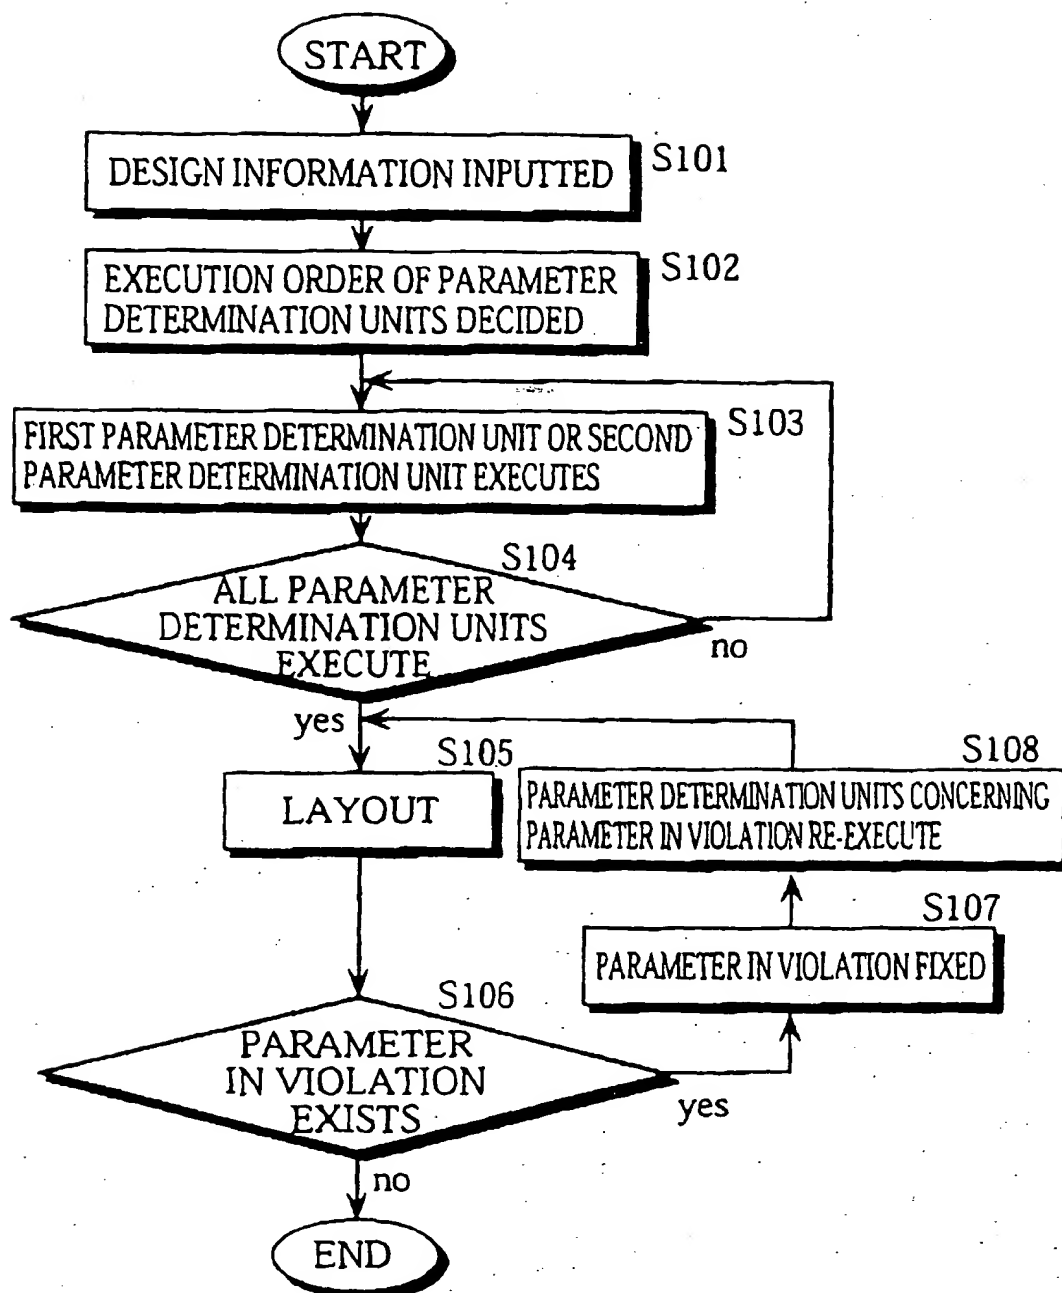 START
DESIGN INFORMATION INPUTTED
S101
EXECUTION ORDER OF PARAMETER
DETERMINATION UNITS DECIDED
S102
FIRST PARAMETER DETERMINATION UNIT OR SECOND
PARAMETER DETERMINATION UNIT EXECUTES
S103
S104
ALL PARAMETER
DETERMINATION UNITS
EXECUTE
no
yes
S105
LAYOUT
S108
PARAMETER DETERMINATION UNITS CONCERNING
PARAMETER IN VIOLATION RE-EXECUTE
S107
PARAMETER IN VIOLATION FIXED
S106
PARAMETER
IN VIOLATION
EXISTS
yes
no
END